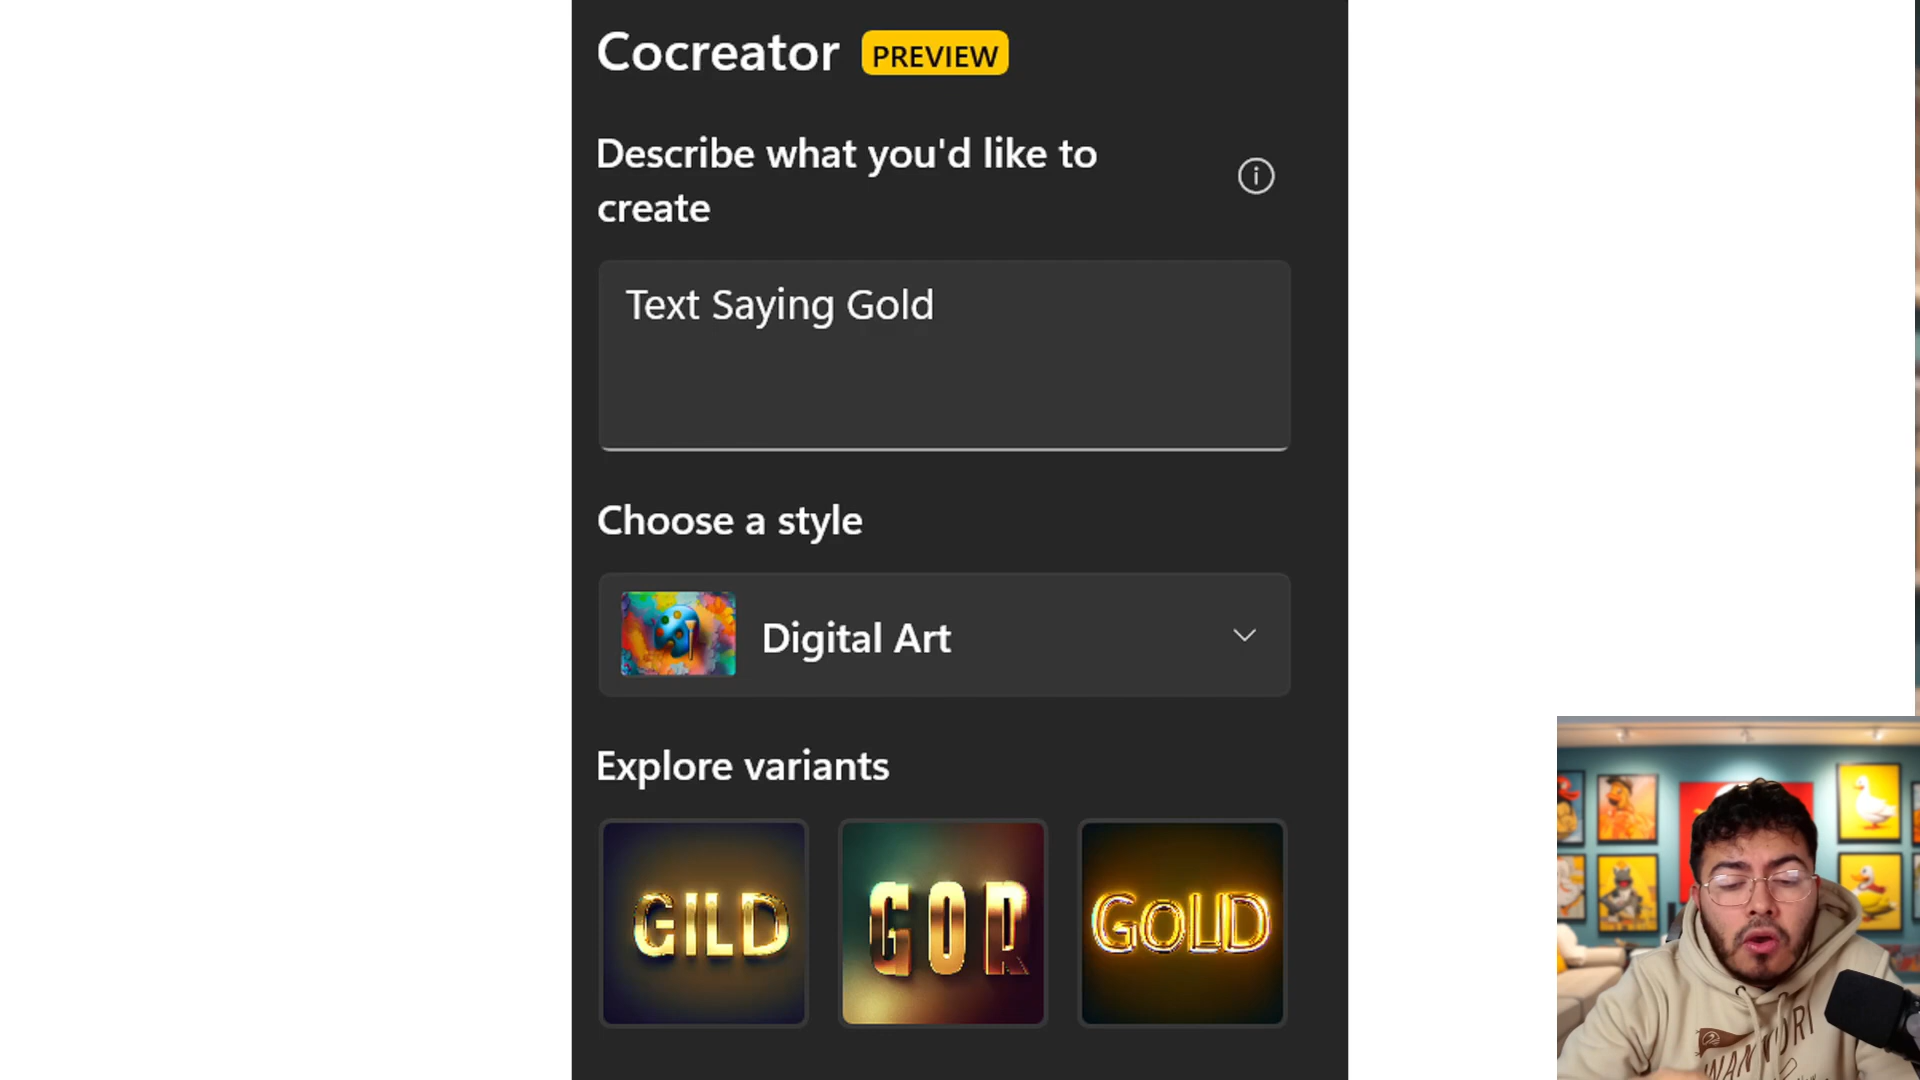 Cocreator PREVIEW
Describe what you'd like to
create
Text Saying Gold
Choose a style
Digital Art
Explore variants
GILD
GOR
GOLD